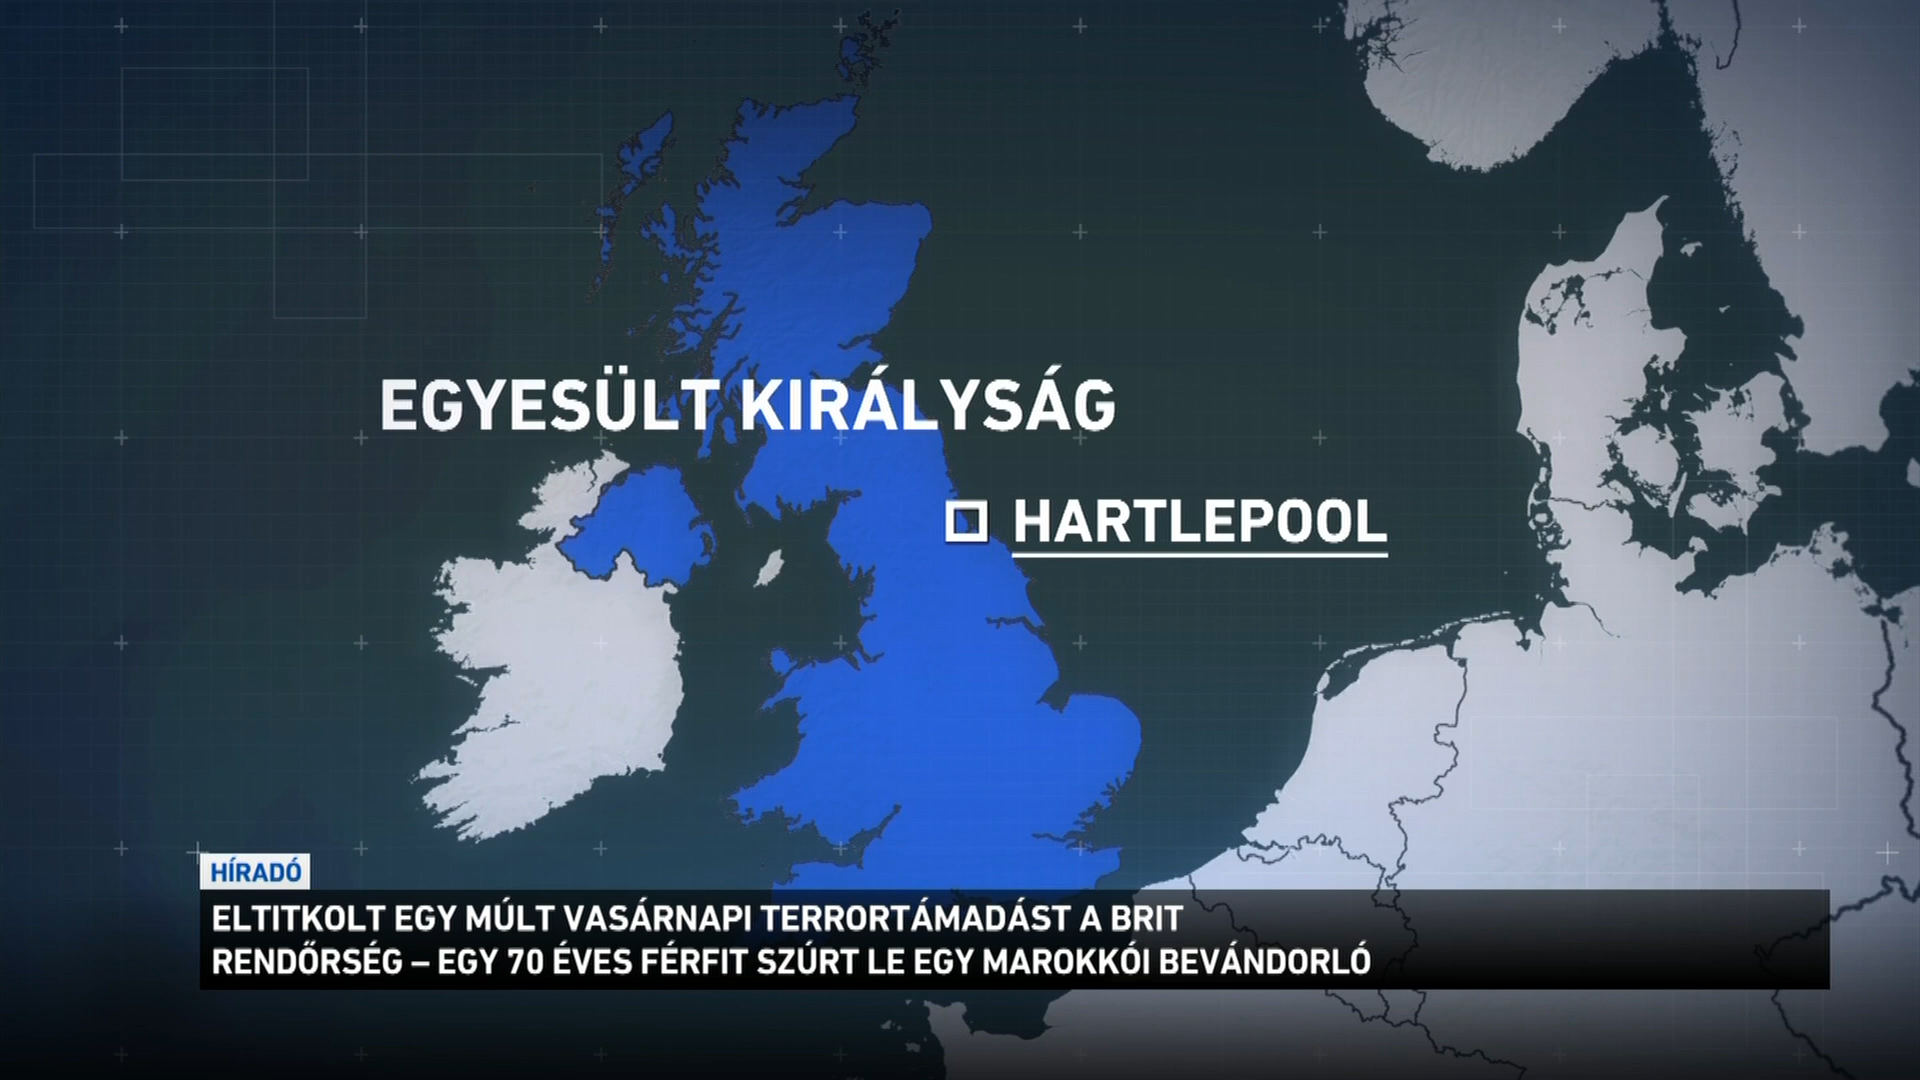 EGYESÜLT KIRÁLYSÁG
HARTLEPOOL
HÍRADÓ
ELTITKOLT EGY MÚLT VASÁRNAPI TERRORTÁMADÁST A BRIT
RENDŐRSÉG – EGY 70 ÉVES FÉRFIT SZÚRT LE EGY MAROKKÓI BEVÁNDORLÓ